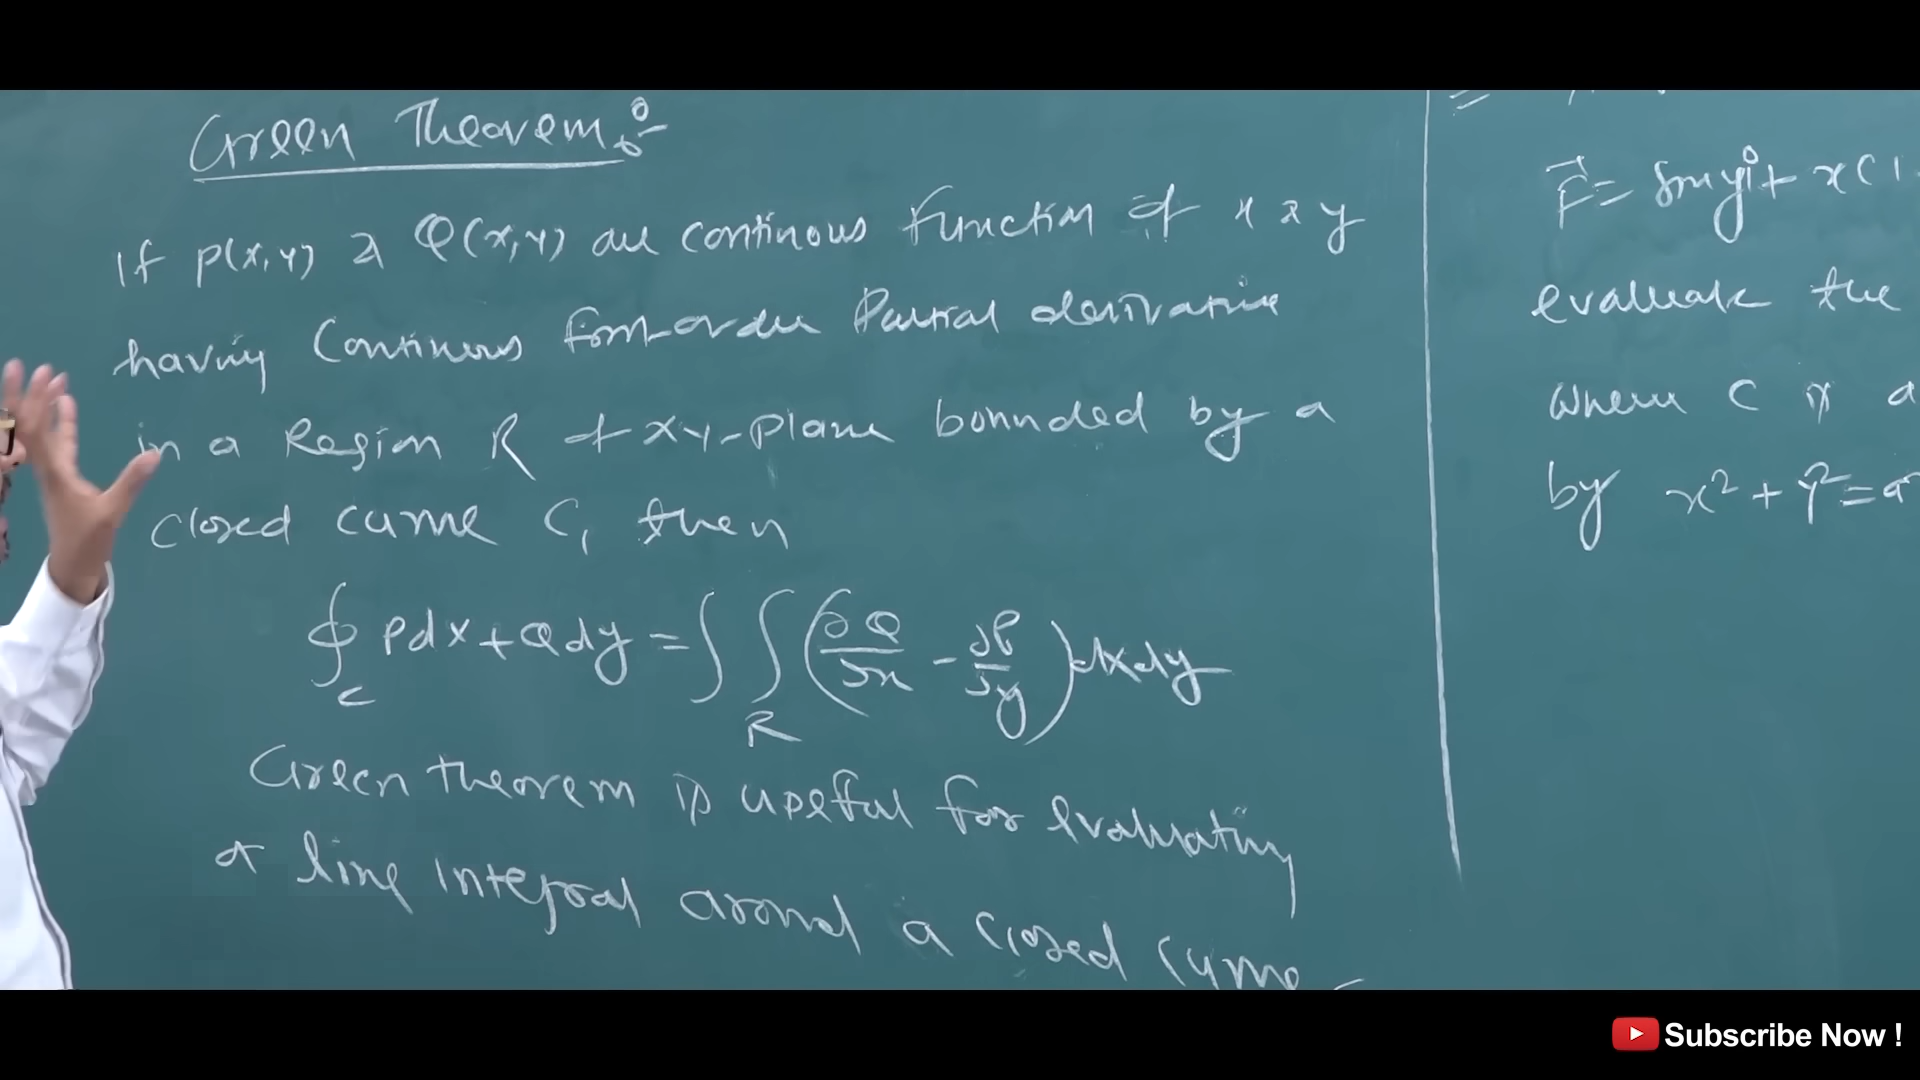 Green Theorem:-
If P(x,y) & Q(x,y) are continous function of x & y
having Continous first order Partial derivative
in a Region R of xy-plane bounded by a
closed curve C, then
∮_C Pdx+Qdy = ∫∫_R (∂Q/∂x - ∂P/∂y) dxdy
Green theorem is useful for evaluating
a line integral around a closed curve
F⃗ = sin y i + x(1
evaluate the
where C is a
by x² + y² = a
Subscribe Now !